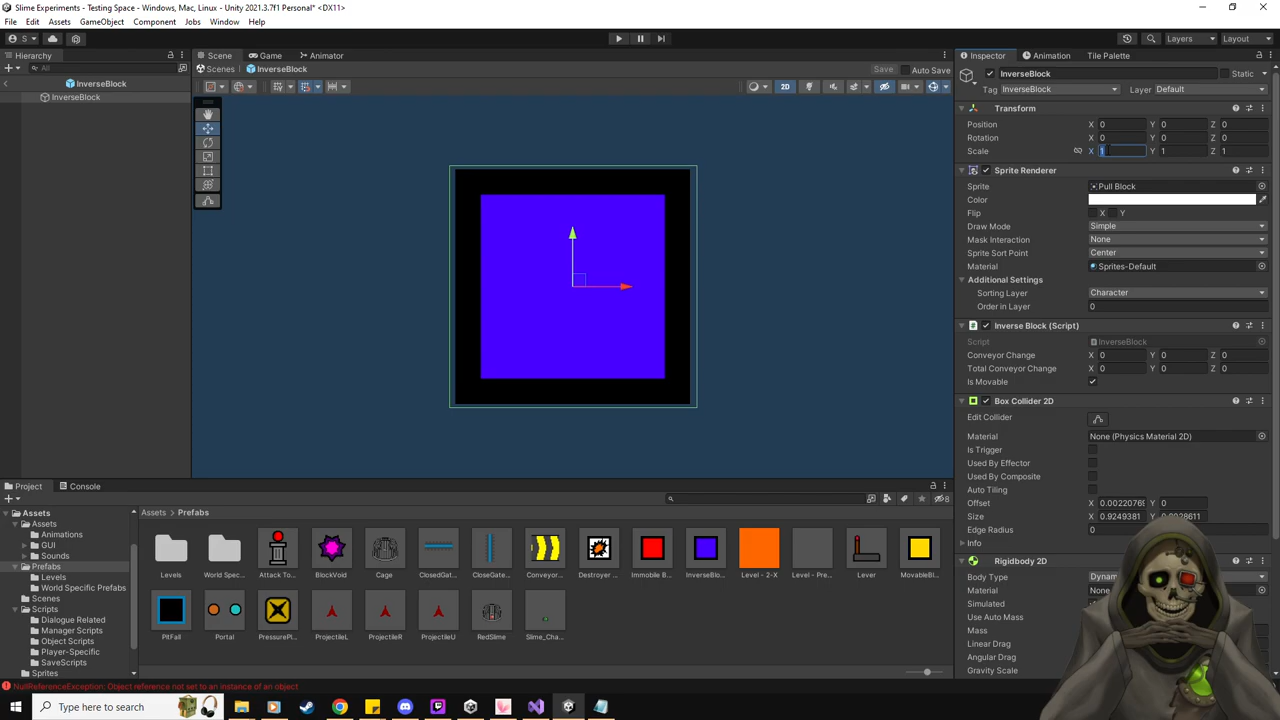 Slime Experiments - Testing Space - Windows, Mac, Linux - Unity 2021.3.7f1 Personal* <DX11>
File Edit Assets GameObject Component Jobs Window Help
S Layers Layout
Hierarchy Scene Game Animator Inspector Animation Tile Palette
All Scenes InverseBlock Save Auto Save InverseBlock Static
InverseBlock Tag InverseBlock Layer Default
2D
InverseBlock
Transform
Position X 0 Y 0 Z 0
Rotation X 0 Y 0 Z 0
Scale X 1 Y 1 Z 1
Sprite Renderer
Sprite Pull Block
Color
Flip X Y
Draw Mode Simple
Mask Interaction None
Sprite Sort Point Center
Material Sprites-Default
Additional Settings
Sorting Layer Character
Order in Layer 0
Inverse Block (Script)
Script InverseBlock
Conveyor Change X 0 Y 0 Z 0
Total Conveyor Change X 0 Y 0 Z 0
Is Movable
Box Collider 2D
Edit Collider
Material None (Physics Material 2D)
Is Trigger
Used By Effector
Used By Composite
Auto Tiling
Offset 0.00220769 0
Size 0.9249381
Edge Radius 0
Info
Rigidbody 2D
Body Type Dynam
Material None
Simulated
Use Auto Mass
Mass
Linear Drag
Angular Drag
Gravity Scale
Project Console
8
Assets
Assets
Animations
GUI
Sounds
Prefabs
Levels
World Specific Prefabs
Scenes
Scripts
Dialogue Related
Manager Scripts
Object Scripts
Player-Specific
SaveScripts
Sprites
Assets Prefabs
Levels World Spec... Attack To... BlockVoid Cage ClosedGat... CloseGate... Conveyor... Destroyer ... Immobile B... InverseBlo... Level - 2-X Level - Pre... Lever MovableBl...
PitFall Portal PressurePl... ProjectileL ProjectileR ProjectileU RedSlime Slime_Cha...
NullReferenceException: Object reference not set to an instance of an object
Type here to search